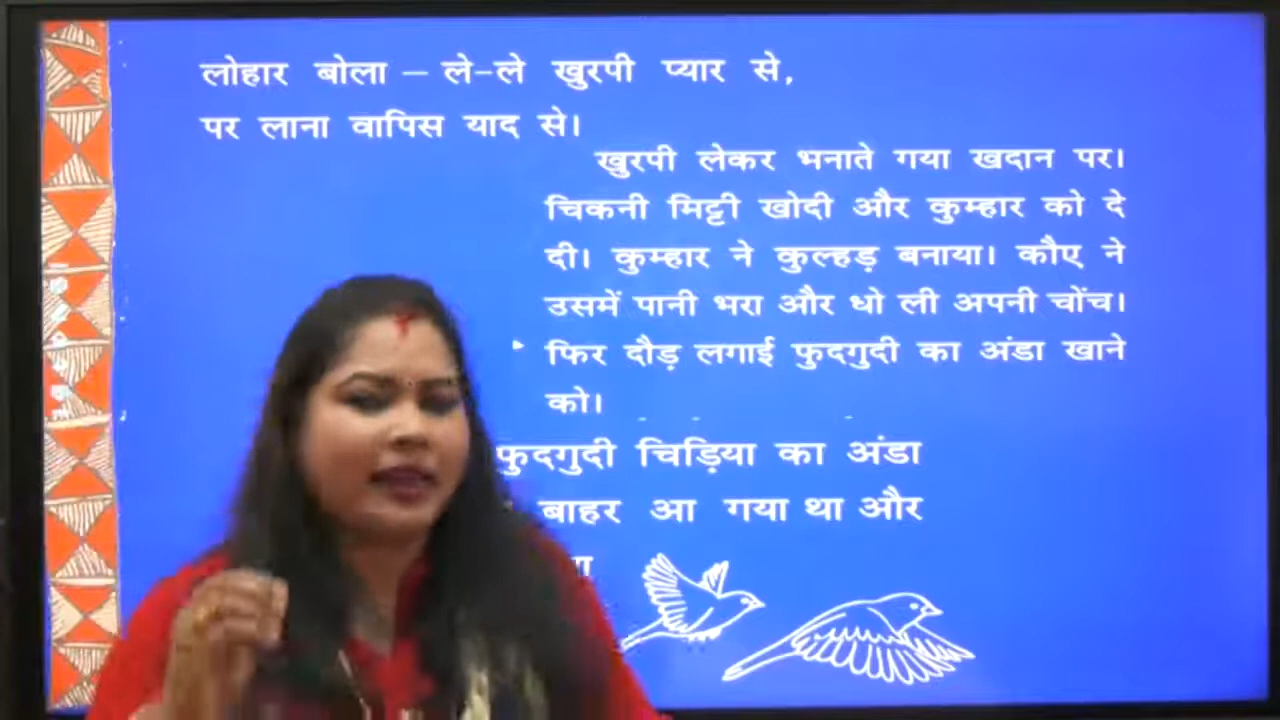 लोहार बोला – ले-ले खुरपी प्यार से,
पर लाना वापिस याद से।
खुरपी लेकर भनाते गया खदान पर।
चिकनी मिट्टी खोदी और कुम्हार को दे
दी। कुम्हार ने कुल्हड़ बनाया। कौए ने
उसमें पानी भरा और धो ली अपनी चोंच।
फिर दौड़ लगाई फुदगुदी का अंडा खाने
को।
फुदगुदी चिड़िया का अंडा
बाहर आ गया था और